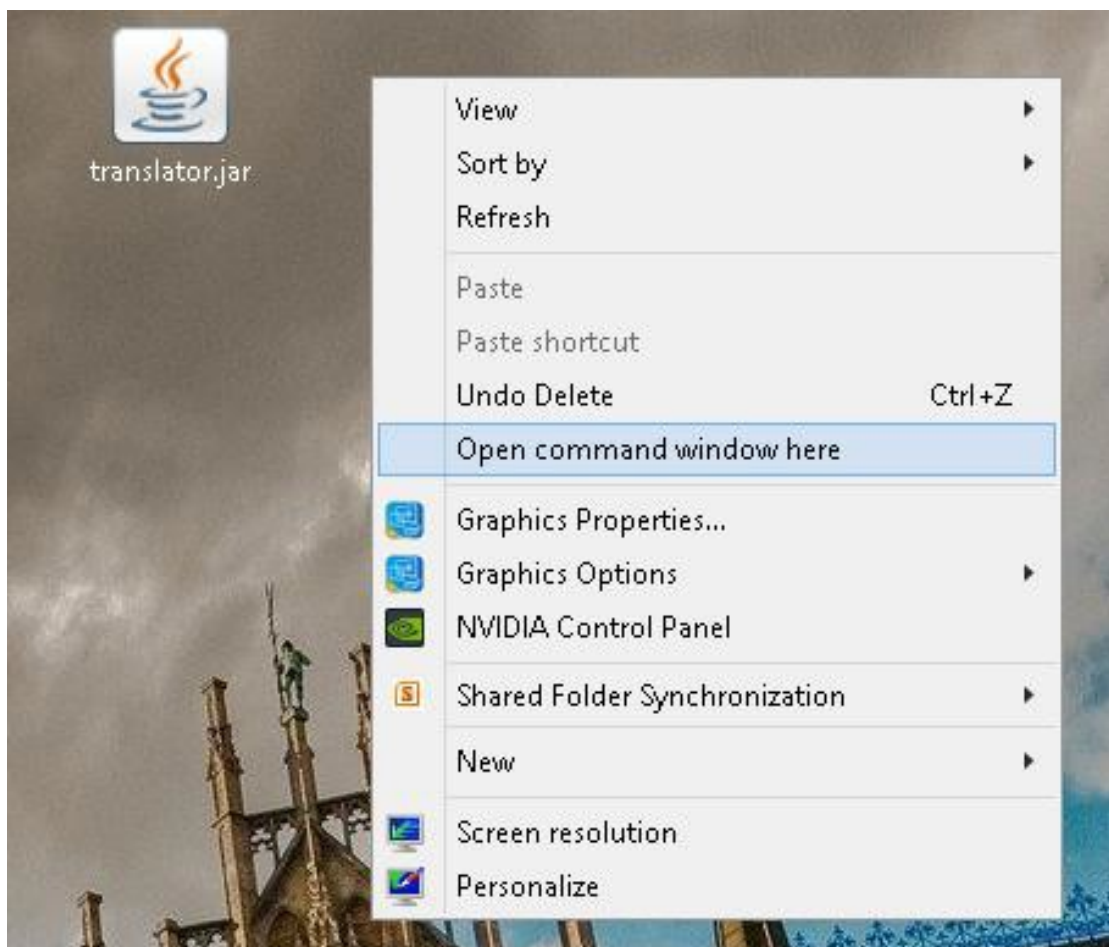 translator.jar
View
Sort by
Refresh
Paste
Paste shortcut
Undo Delete Ctrl+Z
Open command window here
Graphics Properties...
Graphics Options
NVIDIA Control Panel
S
Shared Folder Synchronization
New
Screen resolution
Personalize